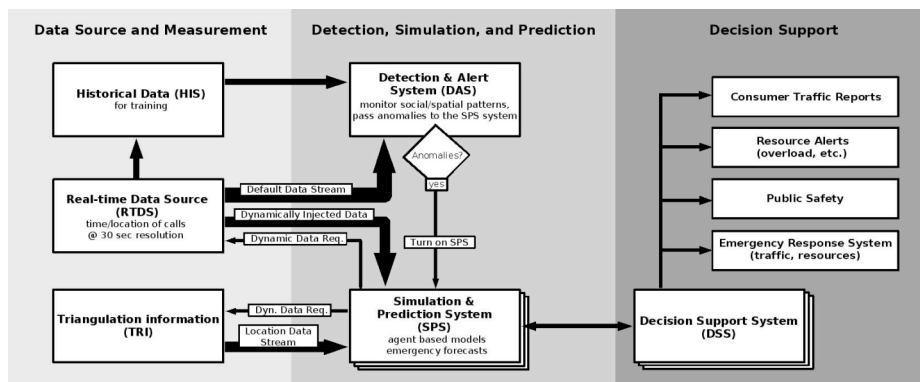 Data Source and Measurement
Detection, Simulation, and Prediction
Decision Support
Historical Data (HIS)
for training
Detection & Alert
System (DAS)
monitor social/spatial patterns,
pass anomalies to the SPS system
Anomalies?
yes
Consumer Traffic Reports
Resource Alerts
(overload, etc.)
Public Safety
Emergency Response System
(traffic, resources)
Real-time Data Source
(RTDS)
time/location of calls
@ 30 sec resolution
Default Data Stream
Dynamically Injected Data
Dynamic Data Req.
Turn on SPS
Triangulation information
(TRI)
Dyn. Data Req.
Location Data
Stream
Simulation &
Prediction System
(SPS)
agent based models
emergency forecasts
Decision Support System
(DSS)